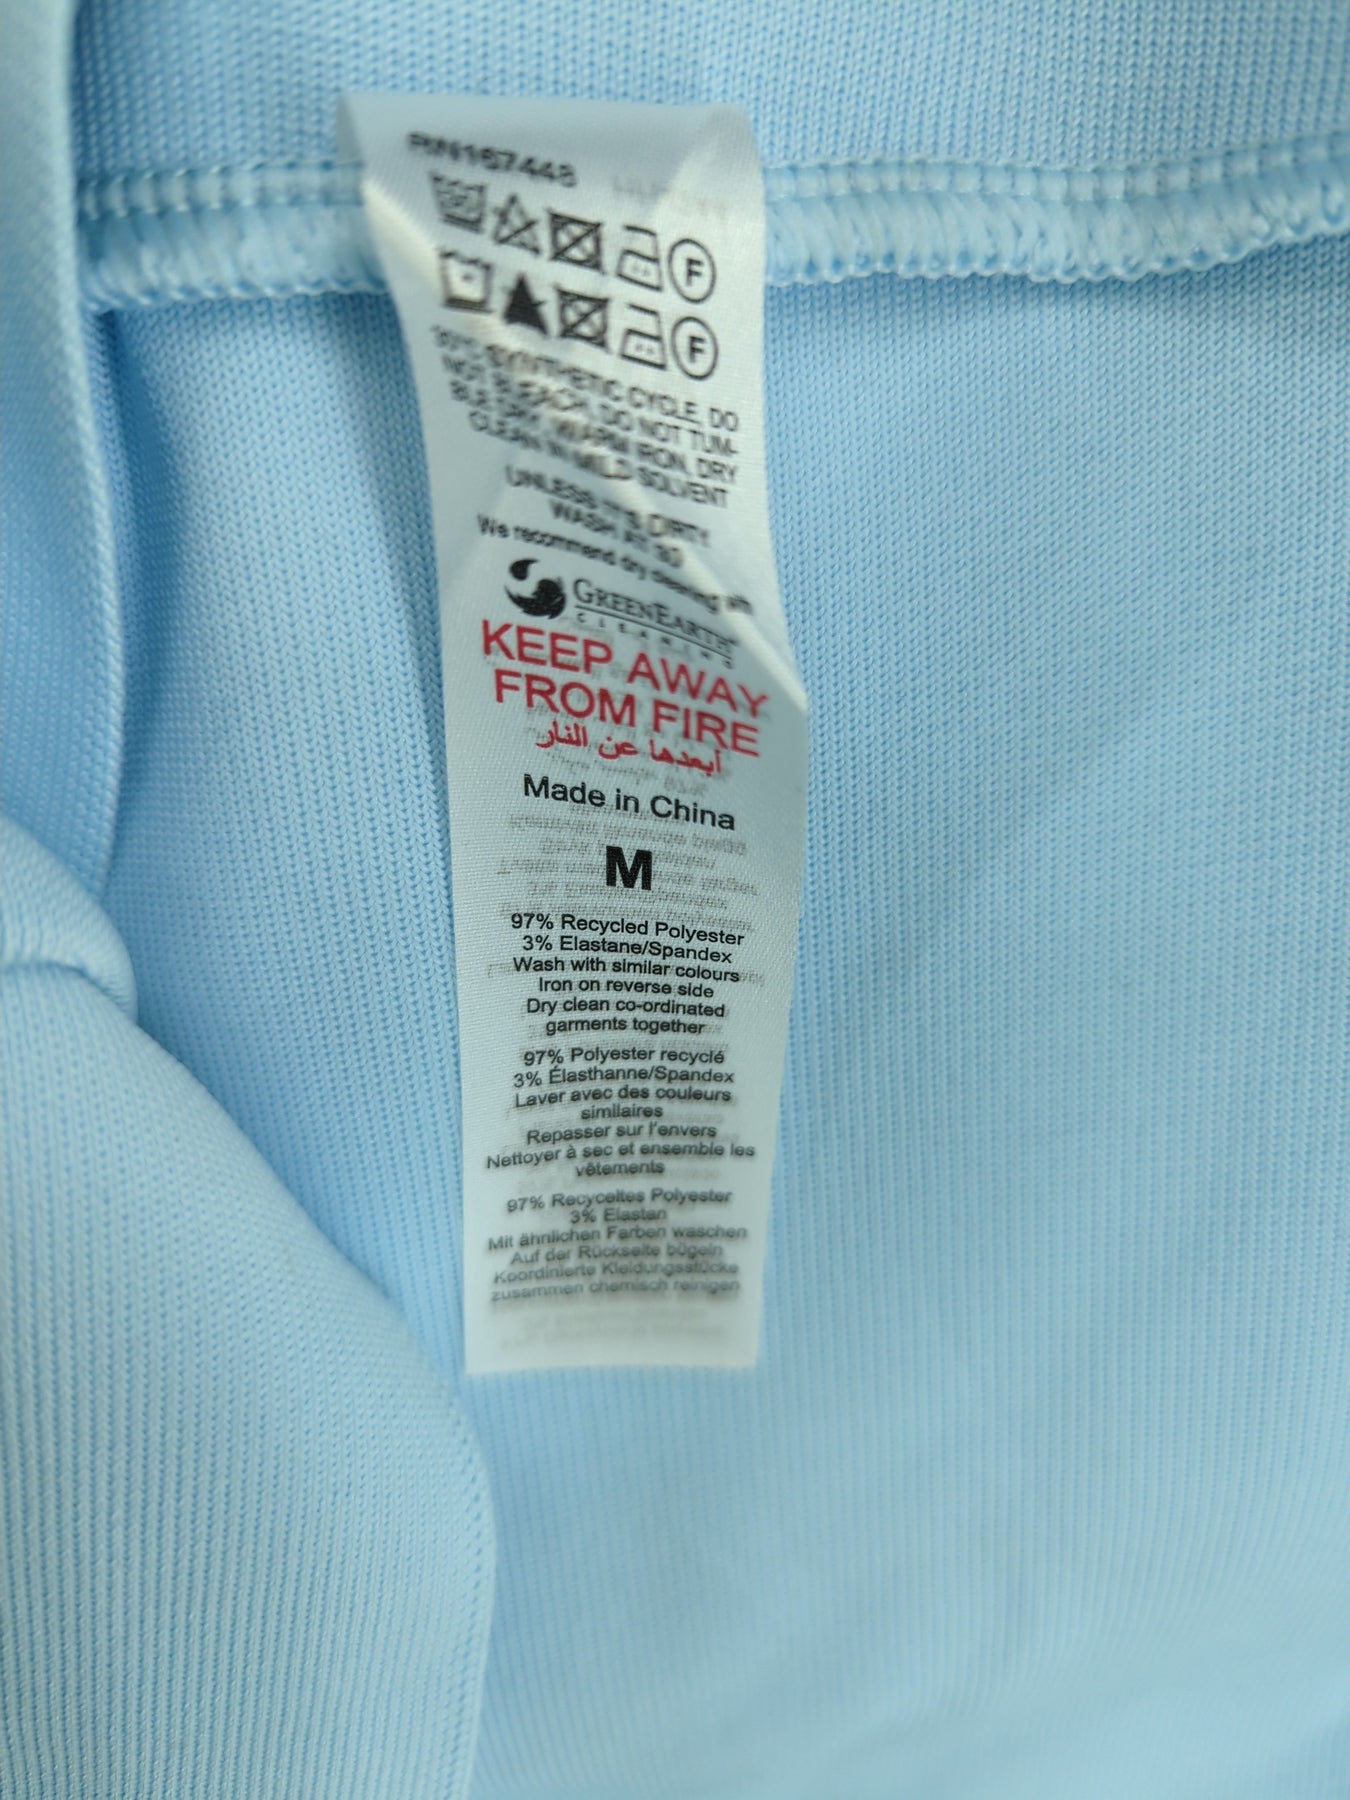 RWN167448
F
F
30°C SYNTHETIC CYCLE, DO
NOT BLEACH, DO NOT TUM-
BLE DRY, WARM IRON, DRY
CLEAN IN MILD SOLVENT
UNLESS IT'S DIRTY
WASH AT 30
We recommend dry cleaning with
GREENEARTH
CLEANING
KEEP AWAY
FROM FIRE
أبعدها عن النار
Made in China
M
97% Recycled Polyester
3% Elastane/Spandex
Wash with similar colours
Iron on reverse side
Dry clean co-ordinated
garments together
97% Polyester recyclé
3% Élasthanne/Spandex
Laver avec des couleurs
similaires
Repasser sur l'envers
Nettoyer à sec et ensemble les
vêtements
97% Recyceltes Polyester
3% Elastan
Mit ähnlichen Farben waschen
Auf der Rückseite bügeln
Koordinierte Kleidungsstücke
zusammen chemisch reinigen